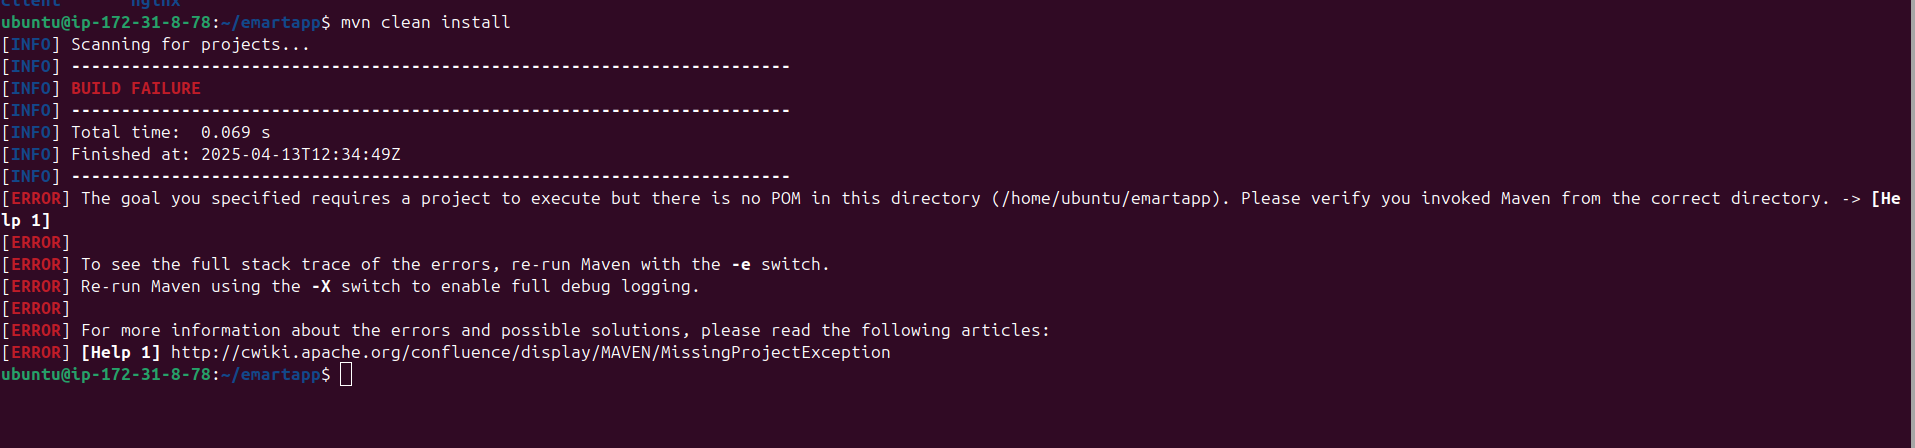 client nginx
ubuntu@ip-172-31-8-78:~/emartapp$ mvn clean install
[INFO] Scanning for projects...
[INFO] ------------------------------------------------------------------------
[INFO] BUILD FAILURE
[INFO] ------------------------------------------------------------------------
[INFO] Total time:  0.069 s
[INFO] Finished at: 2025-04-13T12:34:49Z
[INFO] ------------------------------------------------------------------------
[ERROR] The goal you specified requires a project to execute but there is no POM in this directory (/home/ubuntu/emartapp). Please verify you invoked Maven from the correct directory. -> [He
lp 1]
[ERROR]
[ERROR] To see the full stack trace of the errors, re-run Maven with the -e switch.
[ERROR] Re-run Maven using the -X switch to enable full debug logging.
[ERROR]
[ERROR] For more information about the errors and possible solutions, please read the following articles:
[ERROR] [Help 1] http://cwiki.apache.org/confluence/display/MAVEN/MissingProjectException
ubuntu@ip-172-31-8-78:~/emartapp$